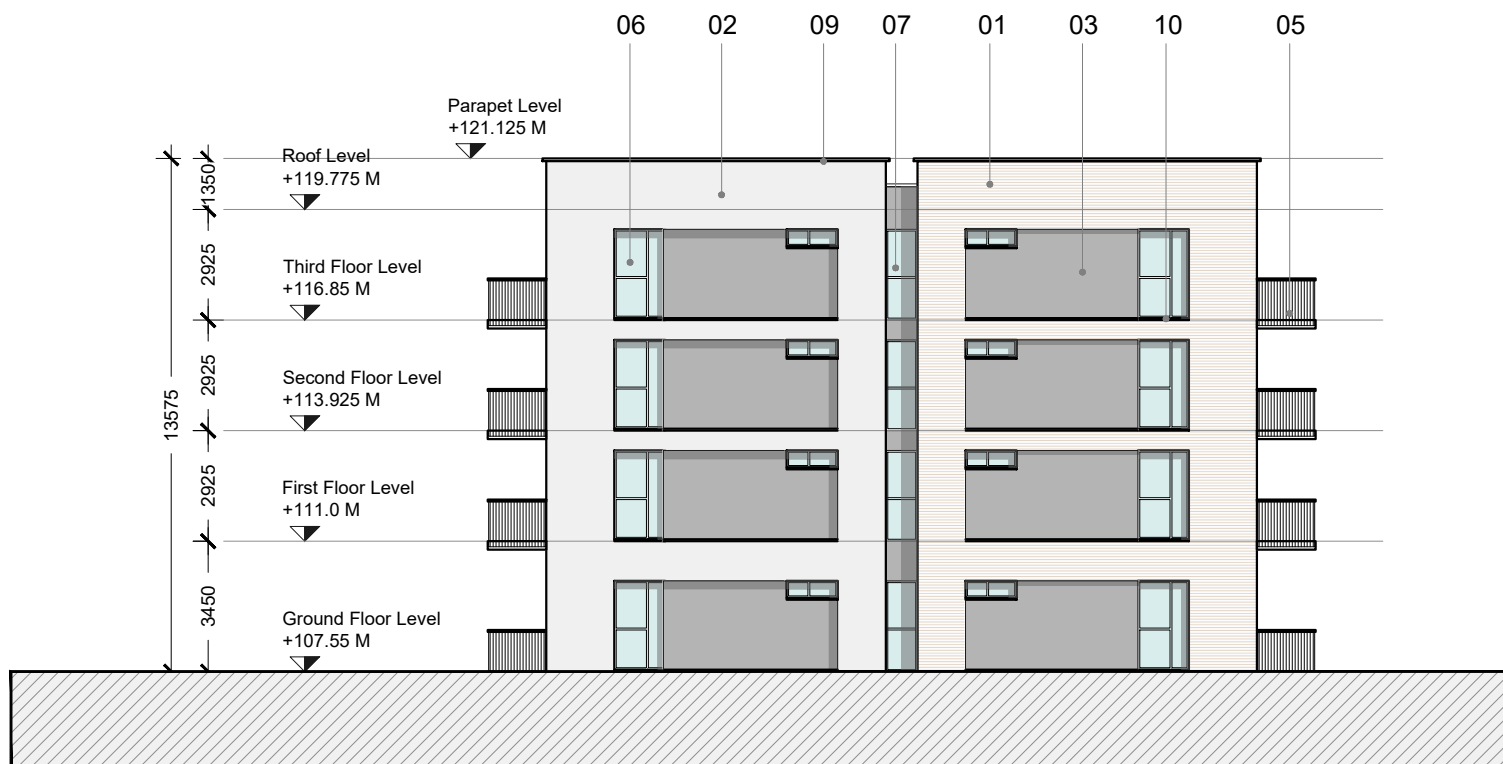 06 02 09 07 01 03 10 05
Parapet Level
+121.125 M
Roof Level
+119.775 M
1350
2925
Third Floor Level
+116.85 M
2925
Second Floor Level
+113.925 M
13575
2925
First Floor Level
+111.0 M
3450
Ground Floor Level
+107.55 M